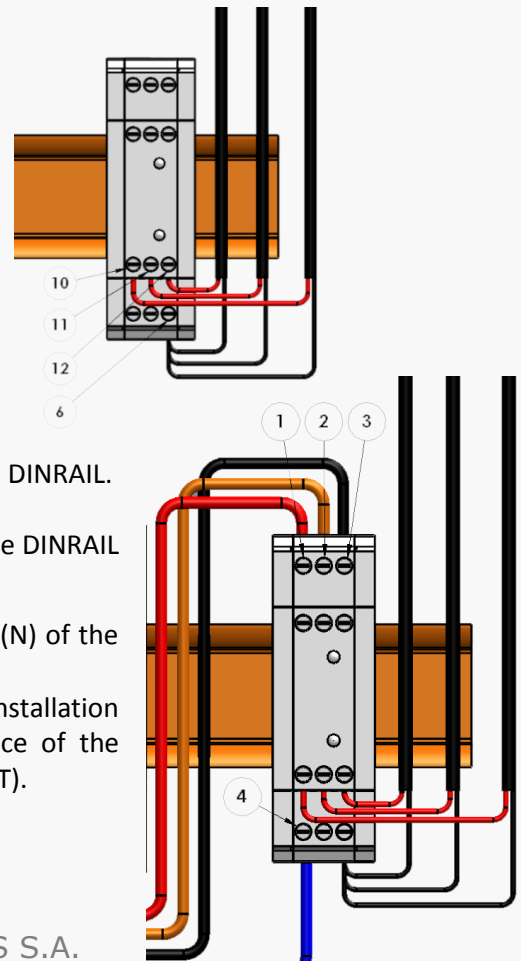 10
11
12
6
1
2
3
DINRAIL.
e DINRAIL
(N) of the
nstallation
ce of the
T).
4
S S.A.